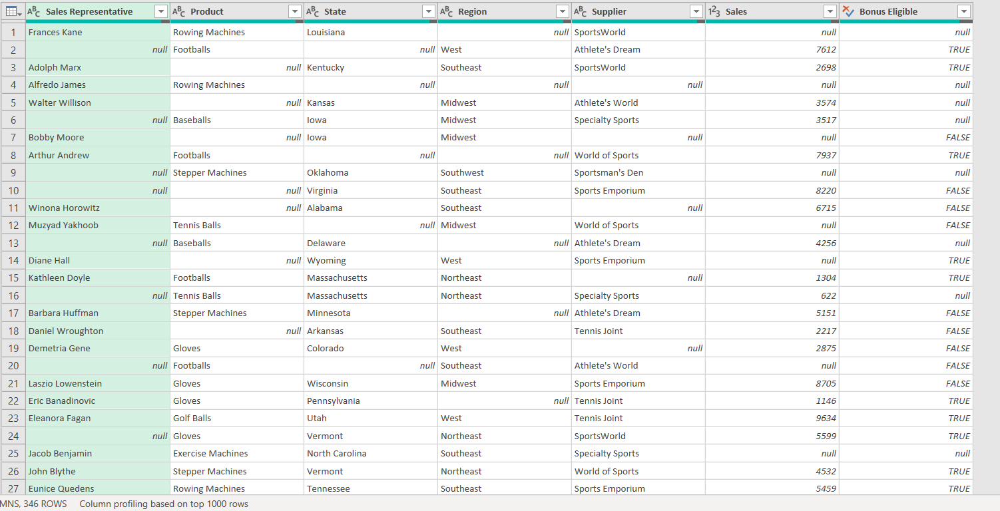 Sales Representative Product State Region Supplier Sales Bonus Eligible
1 Frances Kane Rowing Machines Louisiana null SportsWorld null null
2 null Footballs null West Athlete's Dream 7612 TRUE
3 Adolph Marx null Kentucky Southeast SportsWorld 2698 TRUE
4 Alfredo James Rowing Machines null null null null null
5 Walter Willison null Kansas Midwest Athlete's World 3574 null
6 null Baseballs Iowa Midwest Specialty Sports 3517 null
7 Bobby Moore null Iowa Midwest null null FALSE
8 Arthur Andrew Footballs null null World of Sports 7937 TRUE
9 null Stepper Machines Oklahoma Southwest Sportsman's Den null null
10 null null Virginia Southeast Sports Emporium 8220 FALSE
11 Winona Horowitz null Alabama Southeast null 6715 FALSE
12 Muzyad Yakhoob Tennis Balls null Midwest World of Sports null FALSE
13 null Baseballs Delaware null Athlete's Dream 4256 null
14 Diane Hall null Wyoming West Sports Emporium null TRUE
15 Kathleen Doyle Footballs Massachusetts Northeast null 1304 TRUE
16 null Tennis Balls Massachusetts Northeast Specialty Sports 622 null
17 Barbara Huffman Stepper Machines Minnesota null Athlete's Dream 5151 FALSE
18 Daniel Wroughton null Arkansas Southeast Tennis Joint 2217 FALSE
19 Demetria Gene Gloves Colorado West null 2875 FALSE
20 null Footballs null Southeast Athlete's World null FALSE
21 Laszio Lowenstein Gloves Wisconsin Midwest Sports Emporium 8705 FALSE
22 Eric Banadinovic Gloves Pennsylvania null Tennis Joint 1146 TRUE
23 Eleanora Fagan Golf Balls Utah West Tennis Joint 9634 TRUE
24 null Gloves Vermont Northeast SportsWorld 5599 TRUE
25 Jacob Benjamin Exercise Machines North Carolina Southeast Specialty Sports null null
26 John Blythe Stepper Machines Vermont Northeast World of Sports 4532 TRUE
27 Eunice Quedens Rowing Machines Tennessee Southeast Sports Emporium 5459 TRUE
MNS, 346 ROWS Column profiling based on top 1000 rows